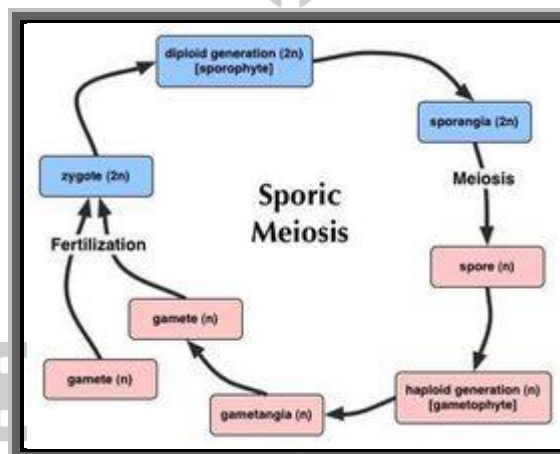 diploid generation (2n)
[sporophyte]
sporangia (2n)
Meiosis
spore (n)
haploid generation (n)
[gametophyte]
gametangia (n)
gamete (n)
gamete (n)
Fertilization
zygote (2n)
Sporic
Meiosis